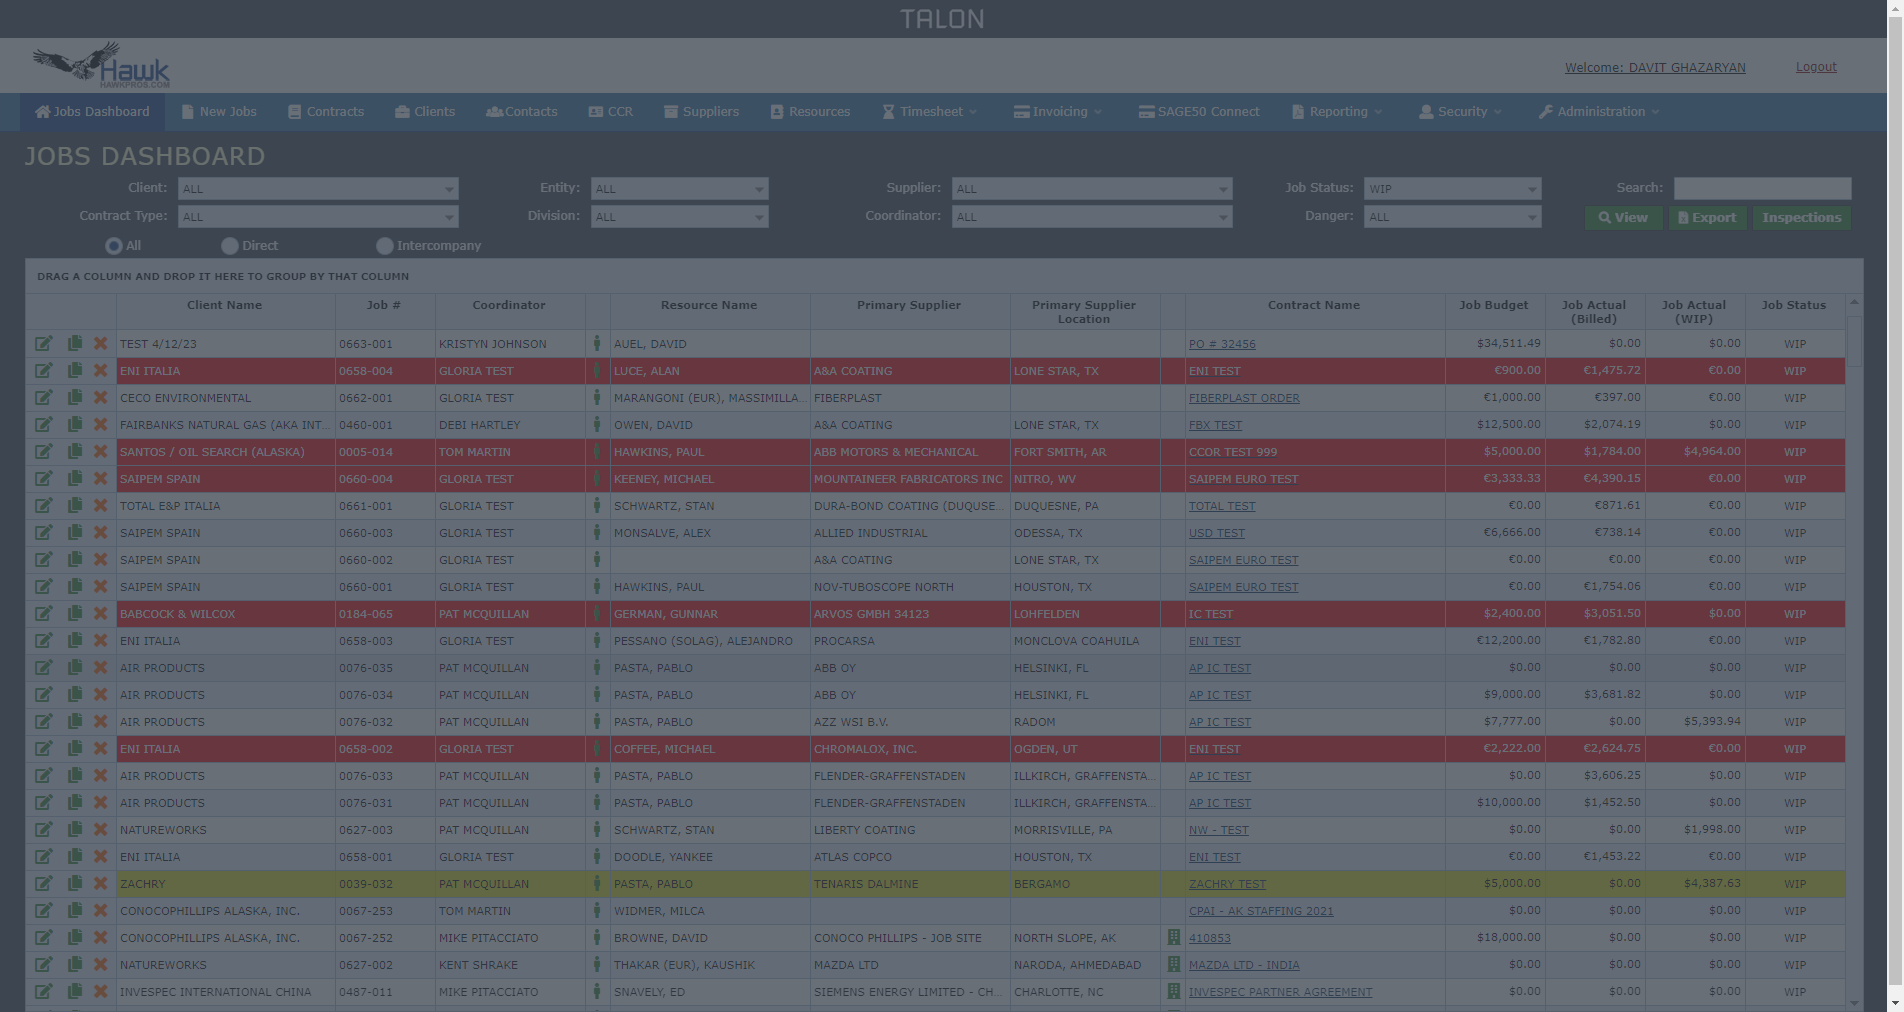 TALON
Hawk
HAWKPROS.COM
Welcome: DAVIT GHAZARYAN Logout
Jobs Dashboard New Jobs Contracts Clients Contacts CCR Suppliers Resources Timesheet Invoicing SAGE50 Connect Reporting Security Administration
JOBS DASHBOARD
Client: ALL Entity: ALL Supplier: ALL Job Status: WIP Search:
Contract Type: ALL Division: ALL Coordinator: ALL Danger: ALL View Export Inspections
All Direct Intercompany
DRAG A COLUMN AND DROP IT HERE TO GROUP BY THAT COLUMN
Client Name Job # Coordinator Resource Name Primary Supplier Primary Supplier Location Contract Name Job Budget Job Actual (Billed) Job Actual (WIP) Job Status
TEST 4/12/23 0663-001 KRISTYN JOHNSON AUEL, DAVID PO # 32456 $34,511.49 $0.00 $0.00 WIP
ENI ITALIA 0658-004 GLORIA TEST LUCE, ALAN A&A COATING LONE STAR, TX ENI TEST €900.00 €1,475.72 €0.00 WIP
CECO ENVIRONMENTAL 0662-001 GLORIA TEST MARANGONI (EUR), MASSIMILLA... FIBERPLAST FIBERPLAST ORDER €1,000.00 €397.00 €0.00 WIP
FAIRBANKS NATURAL GAS (AKA INT... 0460-001 DEBI HARTLEY OWEN, DAVID A&A COATING LONE STAR, TX FBX TEST $12,500.00 $2,074.19 $0.00 WIP
SANTOS / OIL SEARCH (ALASKA) 0005-014 TOM MARTIN HAWKINS, PAUL ABB MOTORS & MECHANICAL FORT SMITH, AR CCOR TEST 999 $5,000.00 $1,784.00 $4,964.00 WIP
SAIPEM SPAIN 0660-004 GLORIA TEST KEENEY, MICHAEL MOUNTAINEER FABRICATORS INC NITRO, WV SAIPEM EURO TEST €3,333.33 €4,390.15 €0.00 WIP
TOTAL E&P ITALIA 0661-001 GLORIA TEST SCHWARTZ, STAN DURA-BOND COATING (DUQUSE... DUQUESNE, PA TOTAL TEST €0.00 €871.61 €0.00 WIP
SAIPEM SPAIN 0660-003 GLORIA TEST MONSALVE, ALEX ALLIED INDUSTRIAL ODESSA, TX USD TEST €6,666.00 €738.14 €0.00 WIP
SAIPEM SPAIN 0660-002 GLORIA TEST A&A COATING LONE STAR, TX SAIPEM EURO TEST €0.00 €0.00 €0.00 WIP
SAIPEM SPAIN 0660-001 GLORIA TEST HAWKINS, PAUL NOV-TUBOSCOPE NORTH HOUSTON, TX SAIPEM EURO TEST €0.00 €1,754.06 €0.00 WIP
BABCOCK & WILCOX 0184-065 PAT MCQUILLAN GERMAN, GUNNAR ARVOS GMBH 34123 LOHFELDEN IC TEST $2,400.00 $3,051.50 $0.00 WIP
ENI ITALIA 0658-003 GLORIA TEST PESSANO (SOLAG), ALEJANDRO PROCARSA MONCLOVA COAHUILA ENI TEST €12,200.00 €1,782.80 €0.00 WIP
AIR PRODUCTS 0076-035 PAT MCQUILLAN PASTA, PABLO ABB OY HELSINKI, FL AP IC TEST $0.00 $0.00 $0.00 WIP
AIR PRODUCTS 0076-034 PAT MCQUILLAN PASTA, PABLO ABB OY HELSINKI, FL AP IC TEST $9,000.00 $3,681.82 $0.00 WIP
AIR PRODUCTS 0076-032 PAT MCQUILLAN PASTA, PABLO AZZ WSI B.V. RADOM AP IC TEST $7,777.00 $0.00 $5,393.94 WIP
ENI ITALIA 0658-002 GLORIA TEST COFFEE, MICHAEL CHROMALOX, INC. OGDEN, UT ENI TEST €2,222.00 €2,624.75 €0.00 WIP
AIR PRODUCTS 0076-033 PAT MCQUILLAN PASTA, PABLO FLENDER-GRAFFENSTADEN ILLKIRCH, GRAFFENSTA... AP IC TEST $0.00 $3,606.25 $0.00 WIP
AIR PRODUCTS 0076-031 PAT MCQUILLAN PASTA, PABLO FLENDER-GRAFFENSTADEN ILLKIRCH, GRAFFENSTA... AP IC TEST $10,000.00 $1,452.50 $0.00 WIP
NATUREWORKS 0627-003 PAT MCQUILLAN SCHWARTZ, STAN LIBERTY COATING MORRISVILLE, PA NW - TEST $0.00 $0.00 $1,998.00 WIP
ENI ITALIA 0658-001 GLORIA TEST DOODLE, YANKEE ATLAS COPCO HOUSTON, TX ENI TEST €0.00 €1,453.22 €0.00 WIP
ZACHRY 0039-032 PAT MCQUILLAN PASTA, PABLO TENARIS DALMINE BERGAMO ZACHRY TEST $5,000.00 $0.00 $4,387.63 WIP
CONOCOPHILLIPS ALASKA, INC. 0067-253 TOM MARTIN WIDMER, MILCA CPAI - AK STAFFING 2021 $0.00 $0.00 $0.00 WIP
CONOCOPHILLIPS ALASKA, INC. 0067-252 MIKE PITACCIATO BROWNE, DAVID CONOCO PHILLIPS - JOB SITE NORTH SLOPE, AK 410853 $18,000.00 $0.00 $0.00 WIP
NATUREWORKS 0627-002 KENT SHRAKE THAKAR (EUR), KAUSHIK MAZDA LTD NARODA, AHMEDABAD MAZDA LTD - INDIA $0.00 $0.00 $0.00 WIP
INVESPEC INTERNATIONAL CHINA 0487-011 MIKE PITACCIATO SNAVELY, ED SIEMENS ENERGY LIMITED - CH... CHARLOTTE, NC INVESPEC PARTNER AGREEMENT $0.00 $0.00 $0.00 WIP